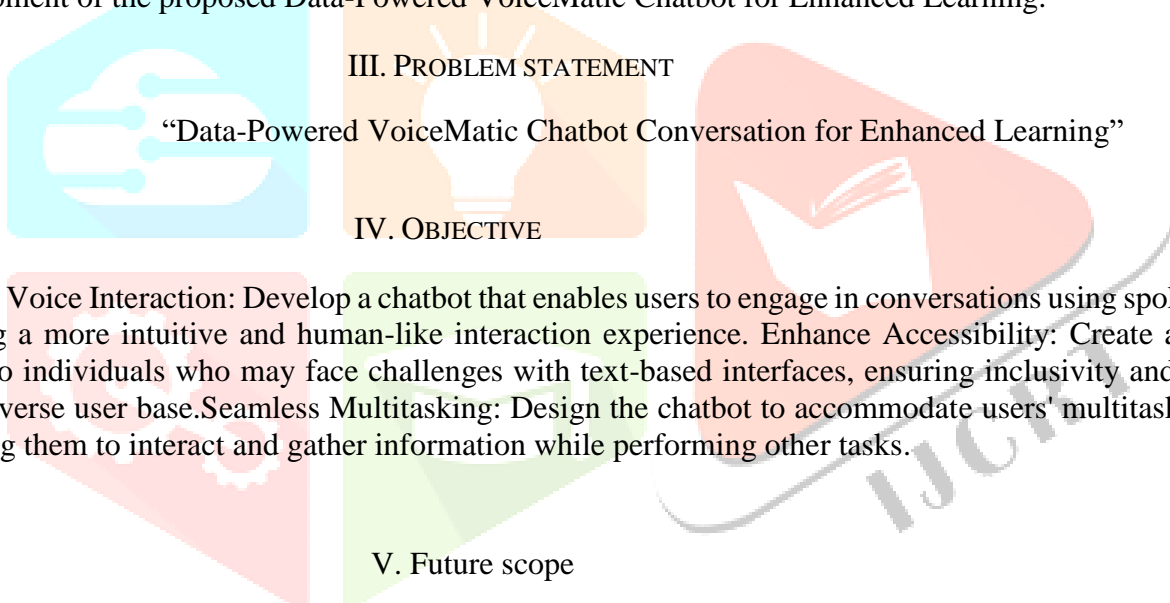 pment of the proposed Data-Powered VoiceMatic Chatbot for Enhanced Learning.
III. PROBLEM STATEMENT
“Data-Powered VoiceMatic Chatbot Conversation for Enhanced Learning”
IV. OBJECTIVE
Voice Interaction: Develop a chatbot that enables users to engage in conversations using spo
g a more intuitive and human-like interaction experience. Enhance Accessibility: Create a
o individuals who may face challenges with text-based interfaces, ensuring inclusivity and
verse user base.Seamless Multitasking: Design the chatbot to accommodate users' multitask
g them to interact and gather information while performing other tasks.
IJCRT
V. Future scope